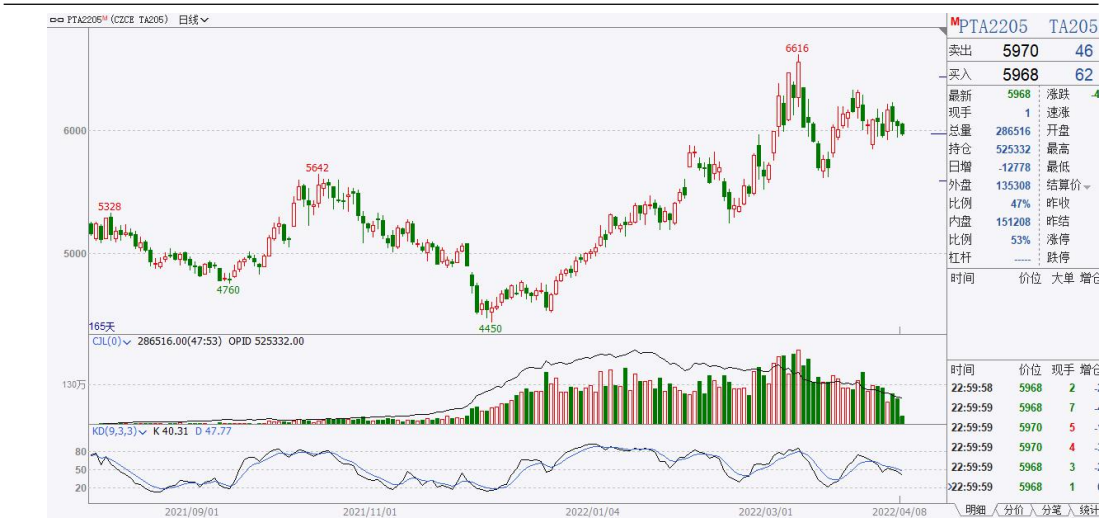 PTA2205M (CZCE TA205) 日线
MPTA2205 TA205
卖出 5970 46
买入 5968 62
最新 5968 涨跌 -4
现手 1 速涨
总量 286516 开盘
持仓 525332 最高
日增 -12778 最低
外盘 135308 结算价
比例 47% 昨收
内盘 151208 昨结
比例 53% 涨停
杠杆 ----- 跌停
时间 价位 大单 增仓
6616
6000
5642
5328
5000
4760
4450
165天
CJL(0) 286516.00(47:53) OPID 525332.00
130万
KD(9,3,3) K 40.31 D 47.77
80
50
20
2021/09/01 2021/11/01 2022/01/04 2022/03/01 2022/04/08
时间 价位 现手 增仓
22:59:58 5968 2
22:59:59 5968 7
22:59:59 5970 5
22:59:59 5970 4
22:59:59 5968 3
22:59:59 5968 1
明细 分价 分笔 统计